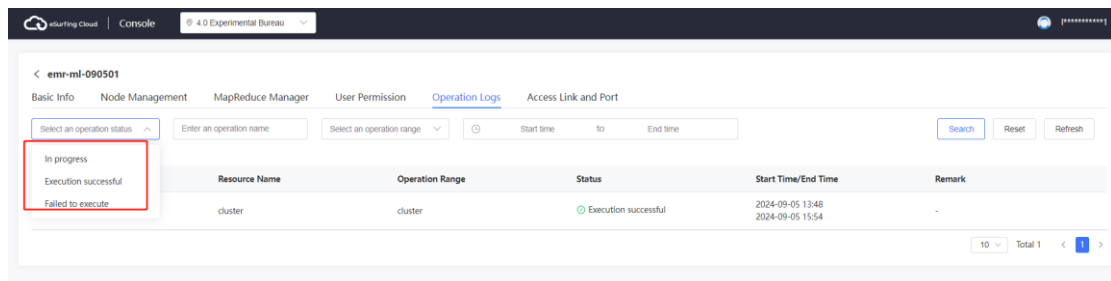 eSurfing Cloud | Console 4.0 Experimental Bureau l***********1
< emr-ml-090501
Basic Info Node Management MapReduce Manager User Permission Operation Logs Access Link and Port
Select an operation status Enter an operation name Select an operation range Start time to End time Search Reset Refresh
In progress
Execution successful
Failed to execute
Resource Name Operation Range Status Start Time/End Time Remark
cluster cluster Execution successful 2024-09-05 13:48
2024-09-05 15:54 -
10 Total 1 < 1 >